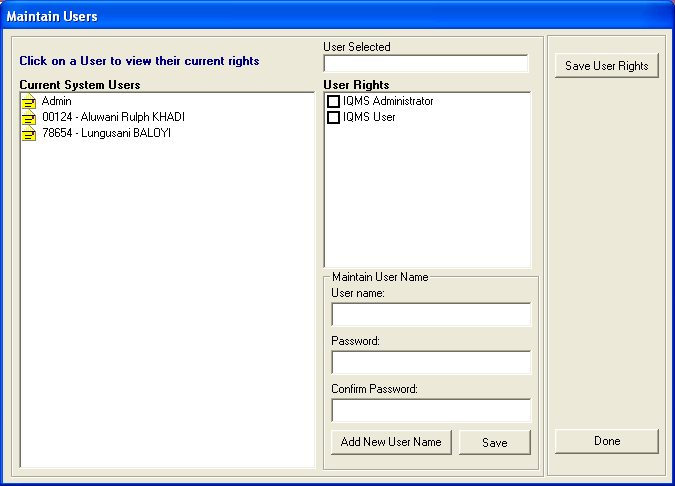 Maintain Users
Click on a User to view their current rights
Current System Users
Admin
00124 - Aluwani Rulph KHADI
78654 - Lungusani BALOYI
User Selected
User Rights
IQMS Administrator
IQMS User
Maintain User Name
User name:
Password:
Confirm Password:
Add New User Name
Save
Save User Rights
Done